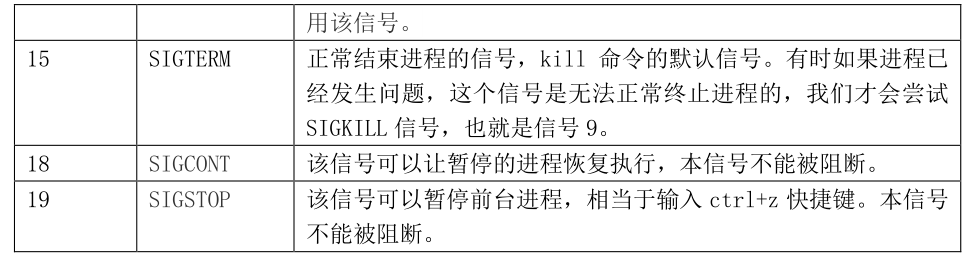 用该信号。
15 SIGTERM 正常结束进程的信号，kill 命令的默认信号。有时如果进程已
经发生问题，这个信号是无法正常终止进程的，我们才会尝试
SIGKILL 信号，也就是信号 9。
18 SIGCONT 该信号可以让暂停的进程恢复执行，本信号不能被阻断。
19 SIGSTOP 该信号可以暂停前台进程，相当于输入 ctrl+z 快捷键。本信号
不能被阻断。